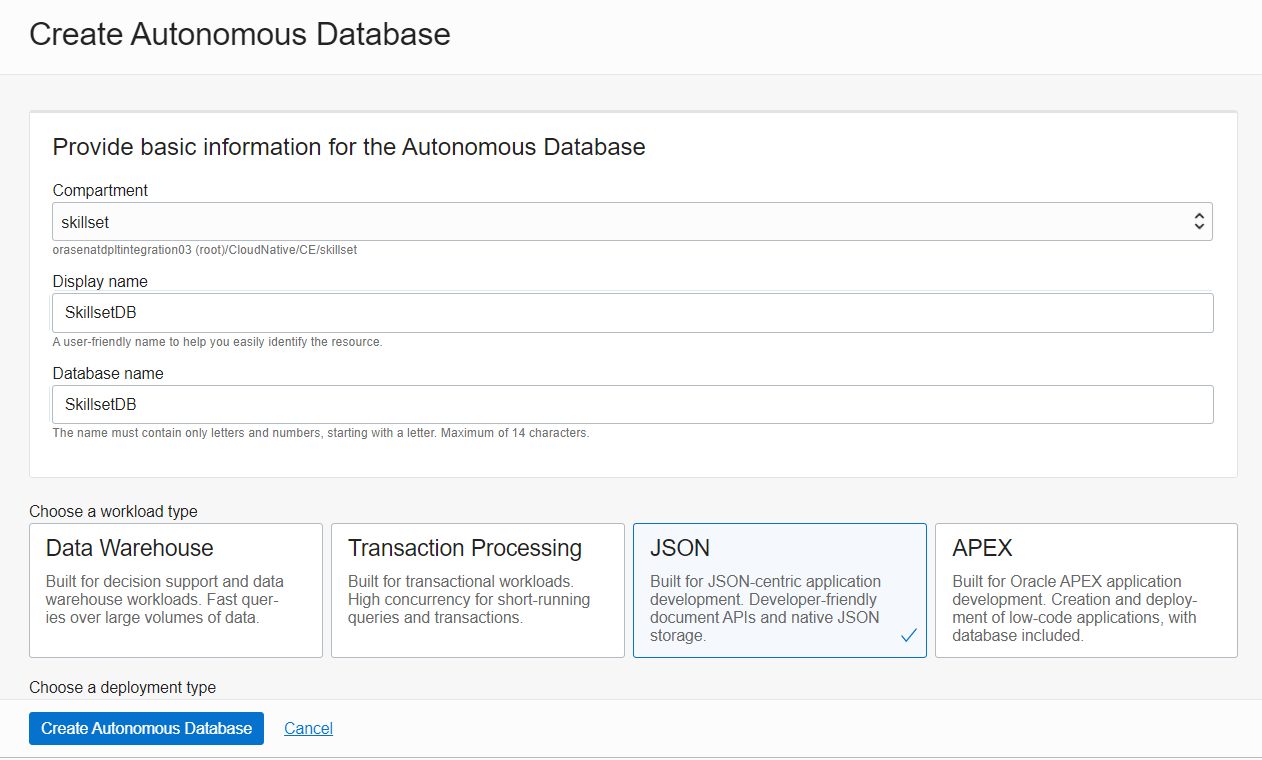 Create Autonomous Database
Provide basic information for the Autonomous Database
Compartment
skillset
orasenatdpltintegration03 (root)/CloudNative/CE/skillset
Display name
SkillsetDB
A user-friendly name to help you easily identify the resource.
Database name
SkillsetDB
The name must contain only letters and numbers, starting with a letter. Maximum of 14 characters.
Choose a workload type
Data Warehouse
Built for decision support and data
warehouse workloads. Fast quer-
ies over large volumes of data.
Transaction Processing
Built for transactional workloads.
High concurrency for short-running
queries and transactions.
JSON
Built for JSON-centric application
development. Developer-friendly
document APIs and native JSON
storage.
APEX
Built for Oracle APEX application
development. Creation and deploy-
ment of low-code applications, with
database included.
Choose a deployment type
Create Autonomous Database
Cancel